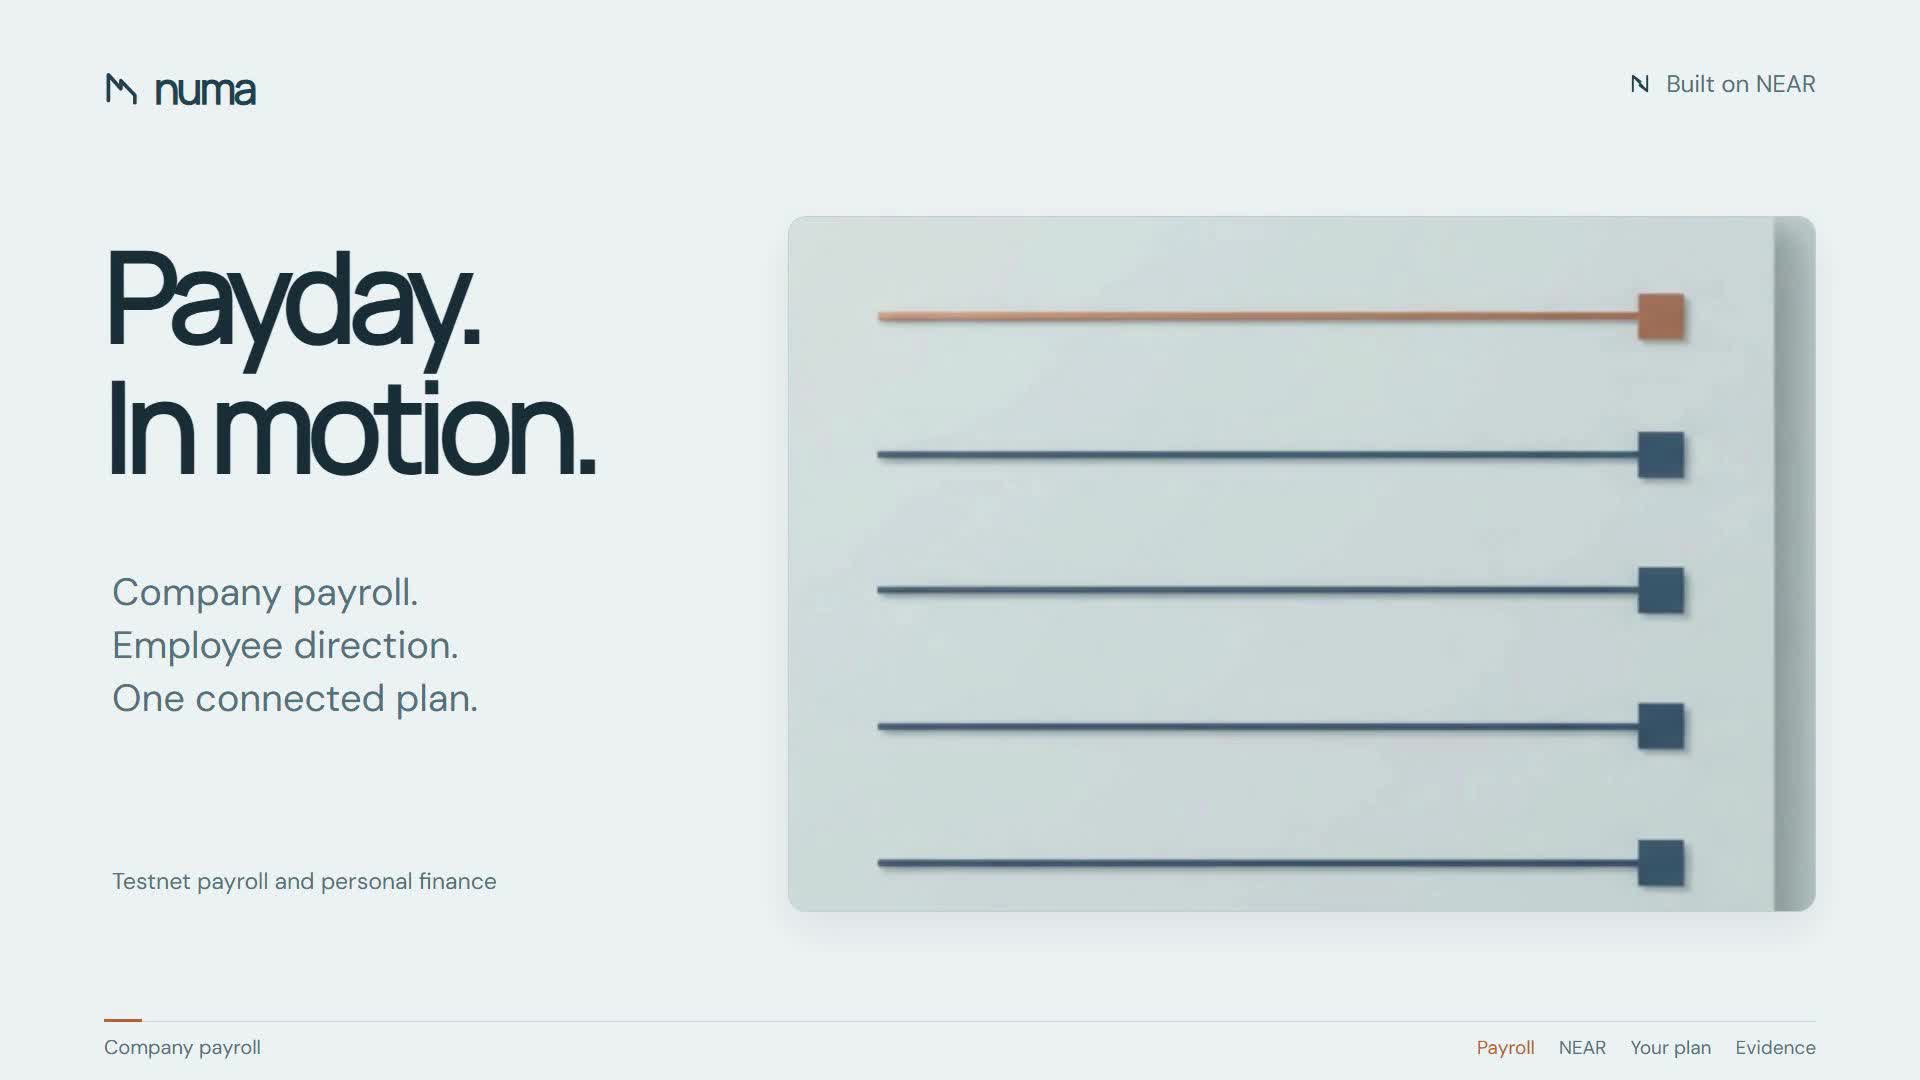 numa
Built on NEAR
Payday.
In motion.
Company payroll.
Employee direction.
One connected plan.
Testnet payroll and personal finance
Company payroll
Payroll NEAR Your plan Evidence